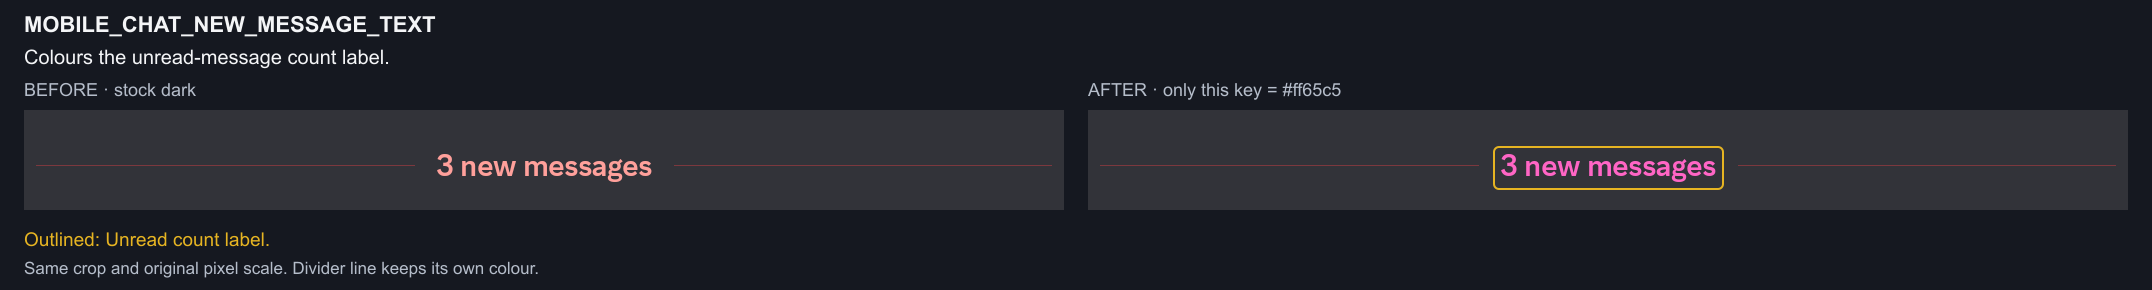 MOBILE_CHAT_NEW_MESSAGE_TEXT
Colours the unread-message count label.
BEFORE · stock dark
AFTER · only this key = #ff65c5
3 new messages
3 new messages
Outlined: Unread count label.
Same crop and original pixel scale. Divider line keeps its own colour.